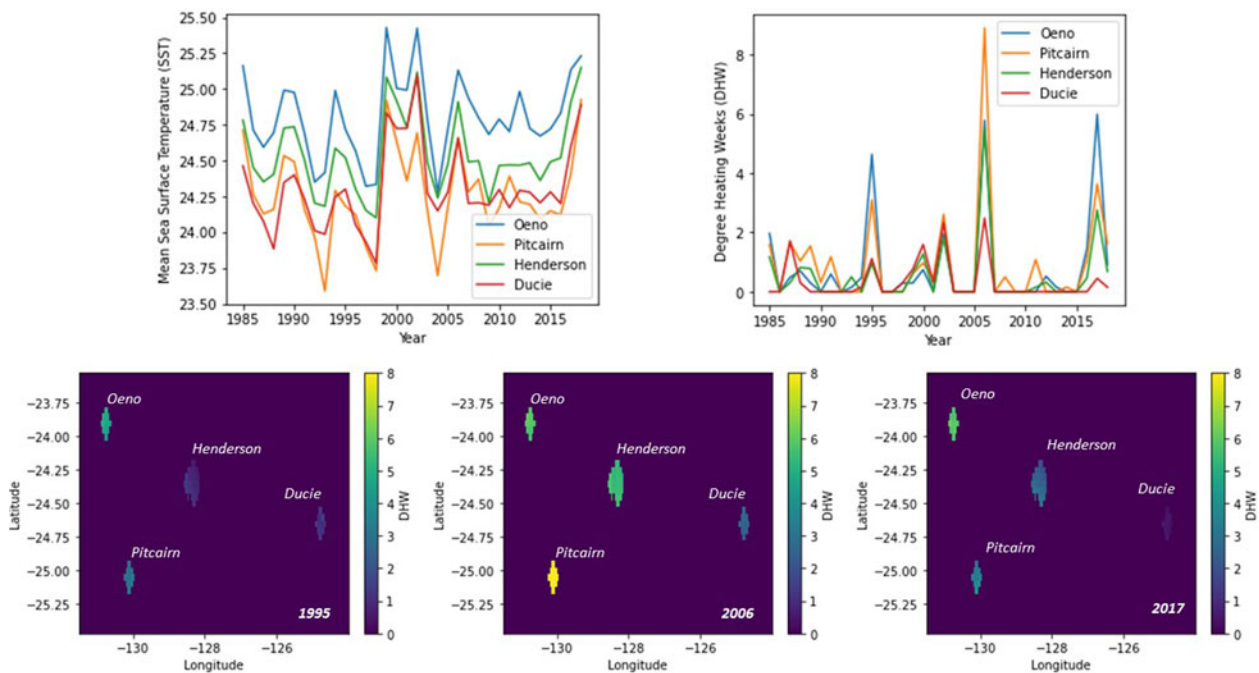 Mean Sea Surface Temperature (SST)
25.50
25.25
25.00
24.75
24.50
24.25
24.00
23.75
23.50
1985
1990
1995
2000
2005
2010
2015
Year
Oeno
Pitcairn
Henderson
Ducie
Degree Heating Weeks (DHW)
8
6
4
2
0
1985
1990
1995
2000
2005
2011
2015
Year
Oeno
Pitcairn
Henderson
Ducie
Latitude
−23.75
−24.00
−24.25
−24.50
−24.75
−25.00
−25.25
Oeno
Henderson
Ducie
Pitcairn
1995
−130
−128
−126
Longitude
8
7
6
5
4
3
2
1
0
DHW
Latitude
−23.75
−24.00
−24.25
−24.50
−24.75
−25.00
−25.25
Oeno
Henderson
Ducie
Pitcairn
2006
−130
−128
−126
Longitude
8
7
6
5
4
3
2
1
0
DHW
Latitude
−23.75
−24.00
−24.25
−24.50
−24.75
−25.00
−25.25
Oeno
Henderson
Ducie
Pitcairn
2017
−130
−128
−126
Longitude
8
7
6
5
4
3
2
1
0
DHW